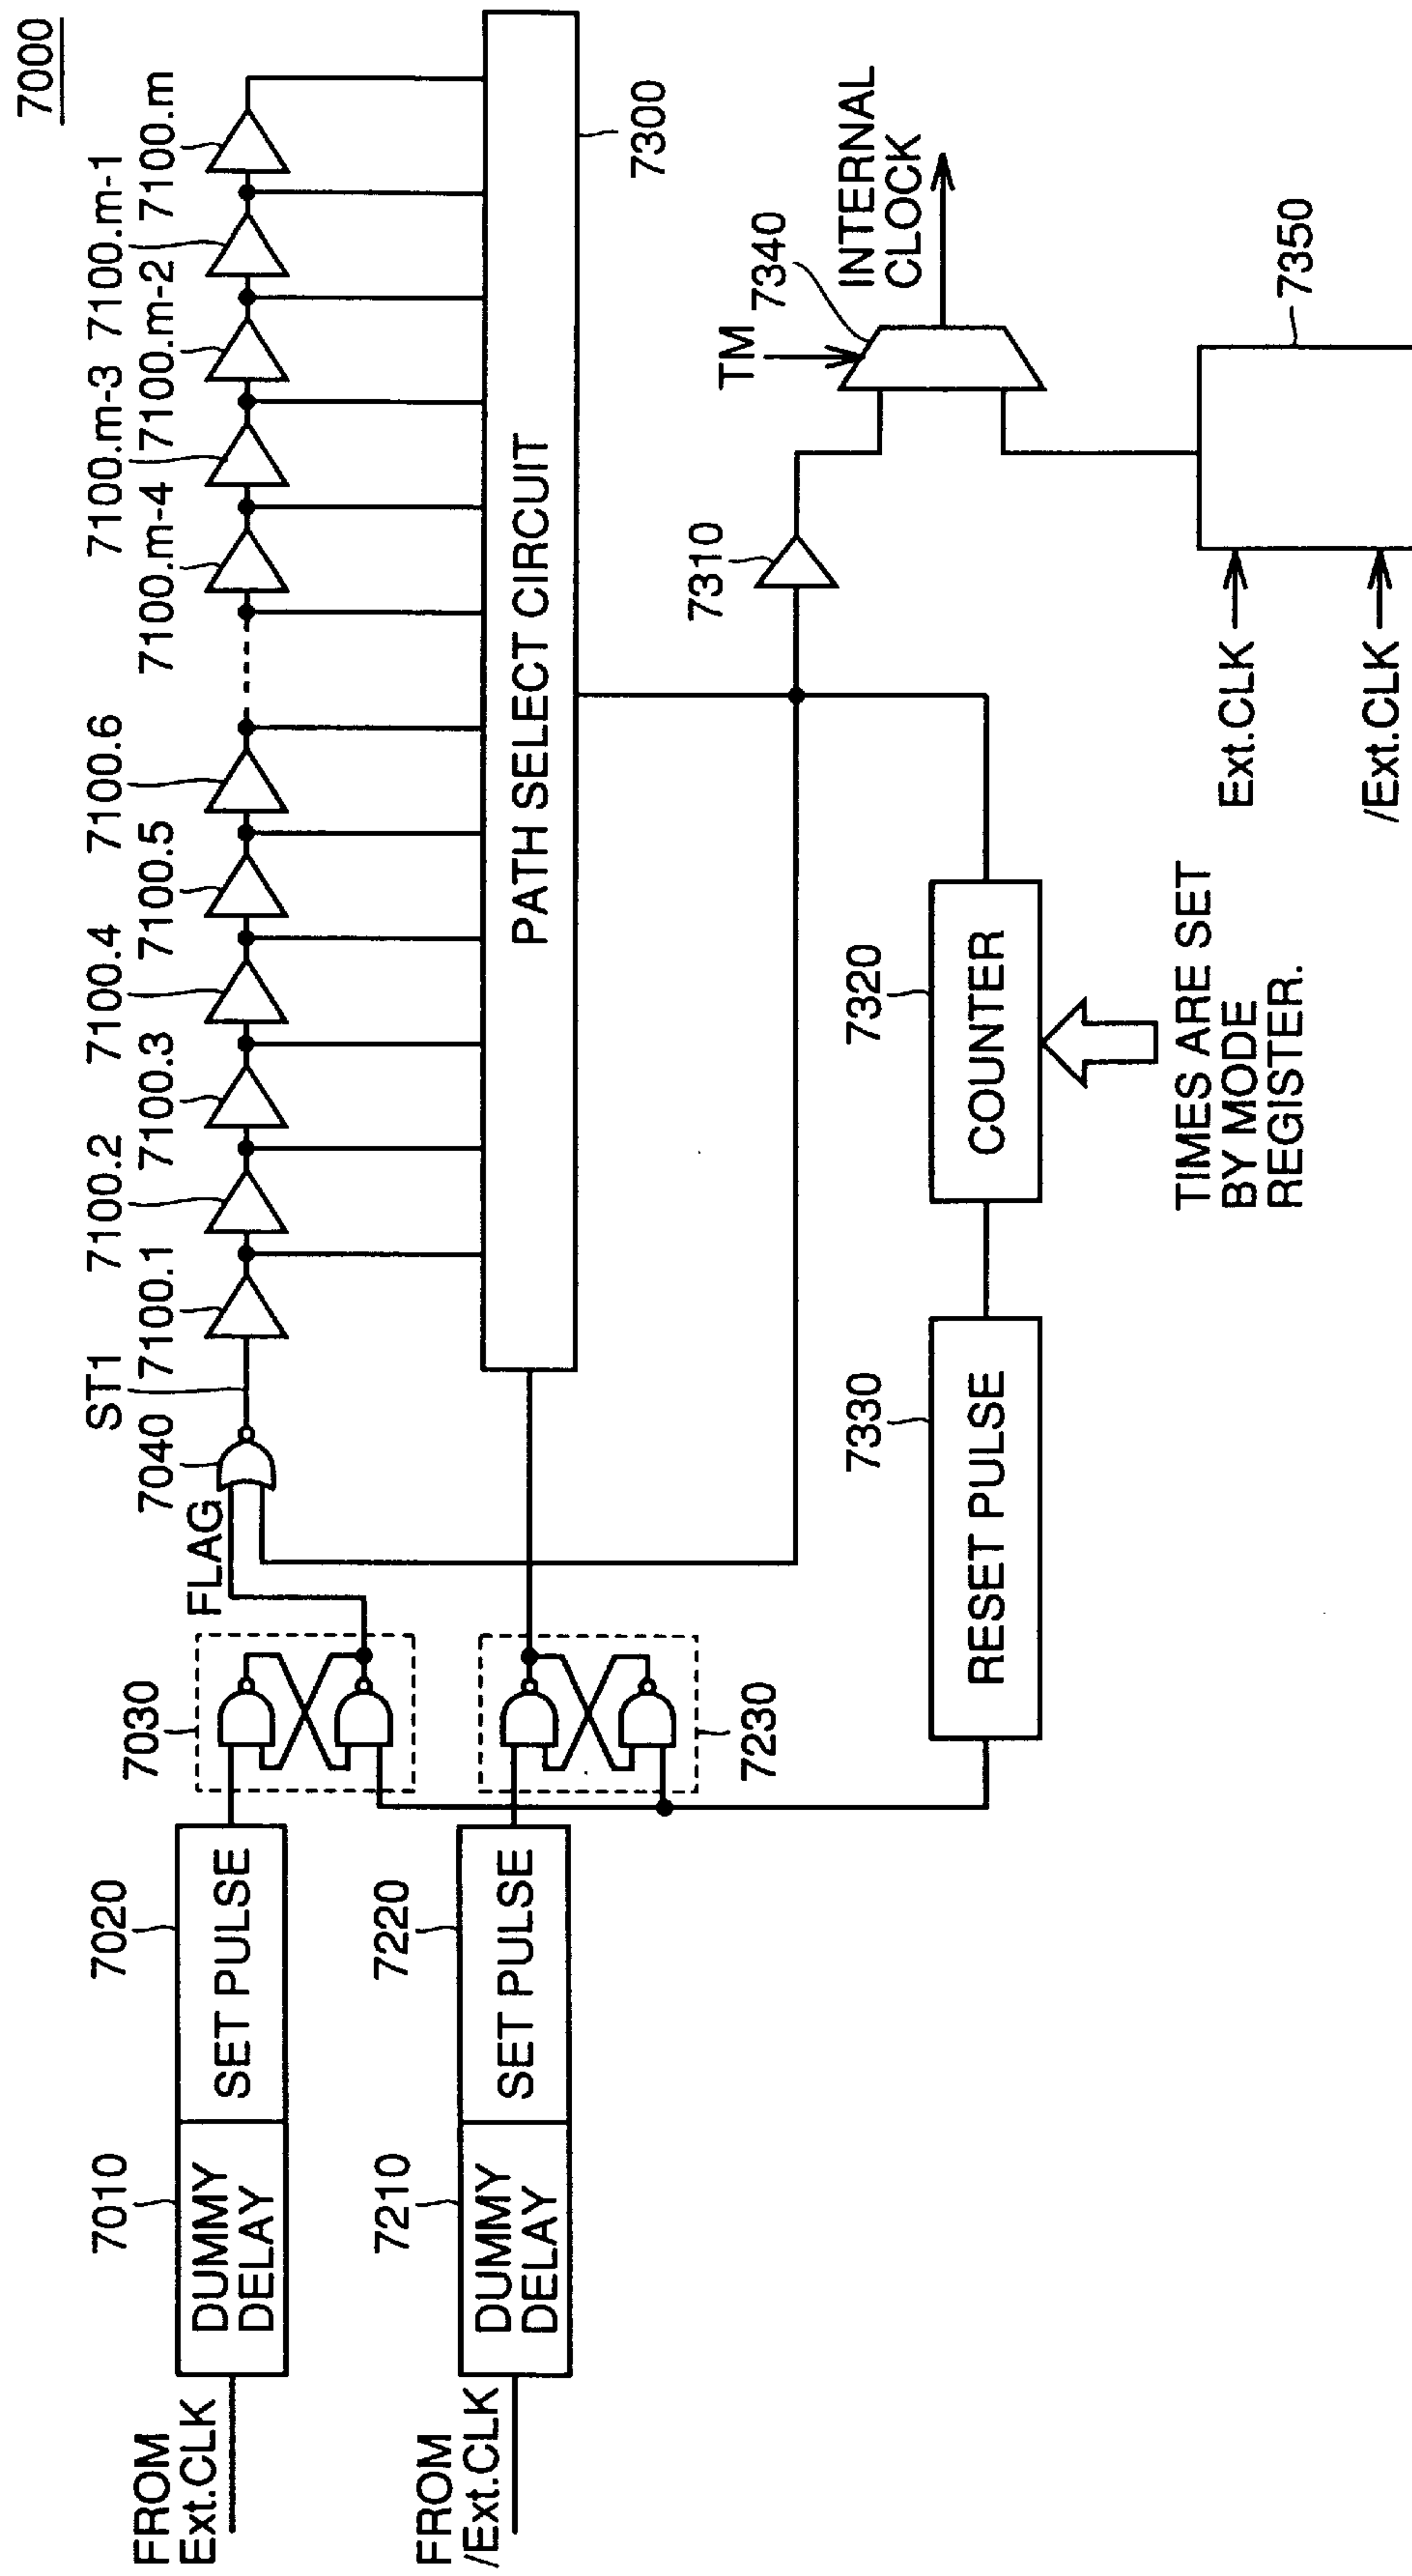 7000
7100.2
7100.3
7100.4
7100.5
7100.6
7100.m-4
7100.m-3
7100.m-2
7100.m-1
7100.m
ST1
7100.1
7040
FLAG
7030
7020
SET PULSE
7010
DUMMY
DELAY
FROM
Ext.CLK
7230
7220
SET PULSE
7210
DUMMY
DELAY
FROM
/Ext.CLK
PATH SELECT CIRCUIT
7300
7310
TM
7340
INTERNAL
CLOCK
7330
RESET PULSE
7320
COUNTER
TIMES ARE SET
BY MODE
REGISTER.
Ext.CLK
/Ext.CLK
7350